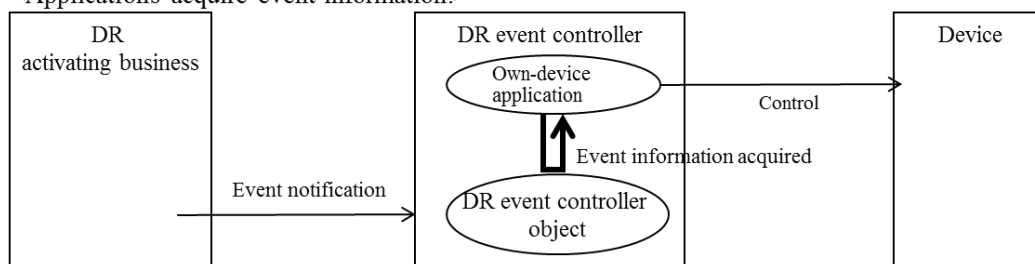 Applications acquire event information.
DR
activating business
DR event controller
Device
Own-device
application
Control
Event information acquired
Event notification
DR event controller
object